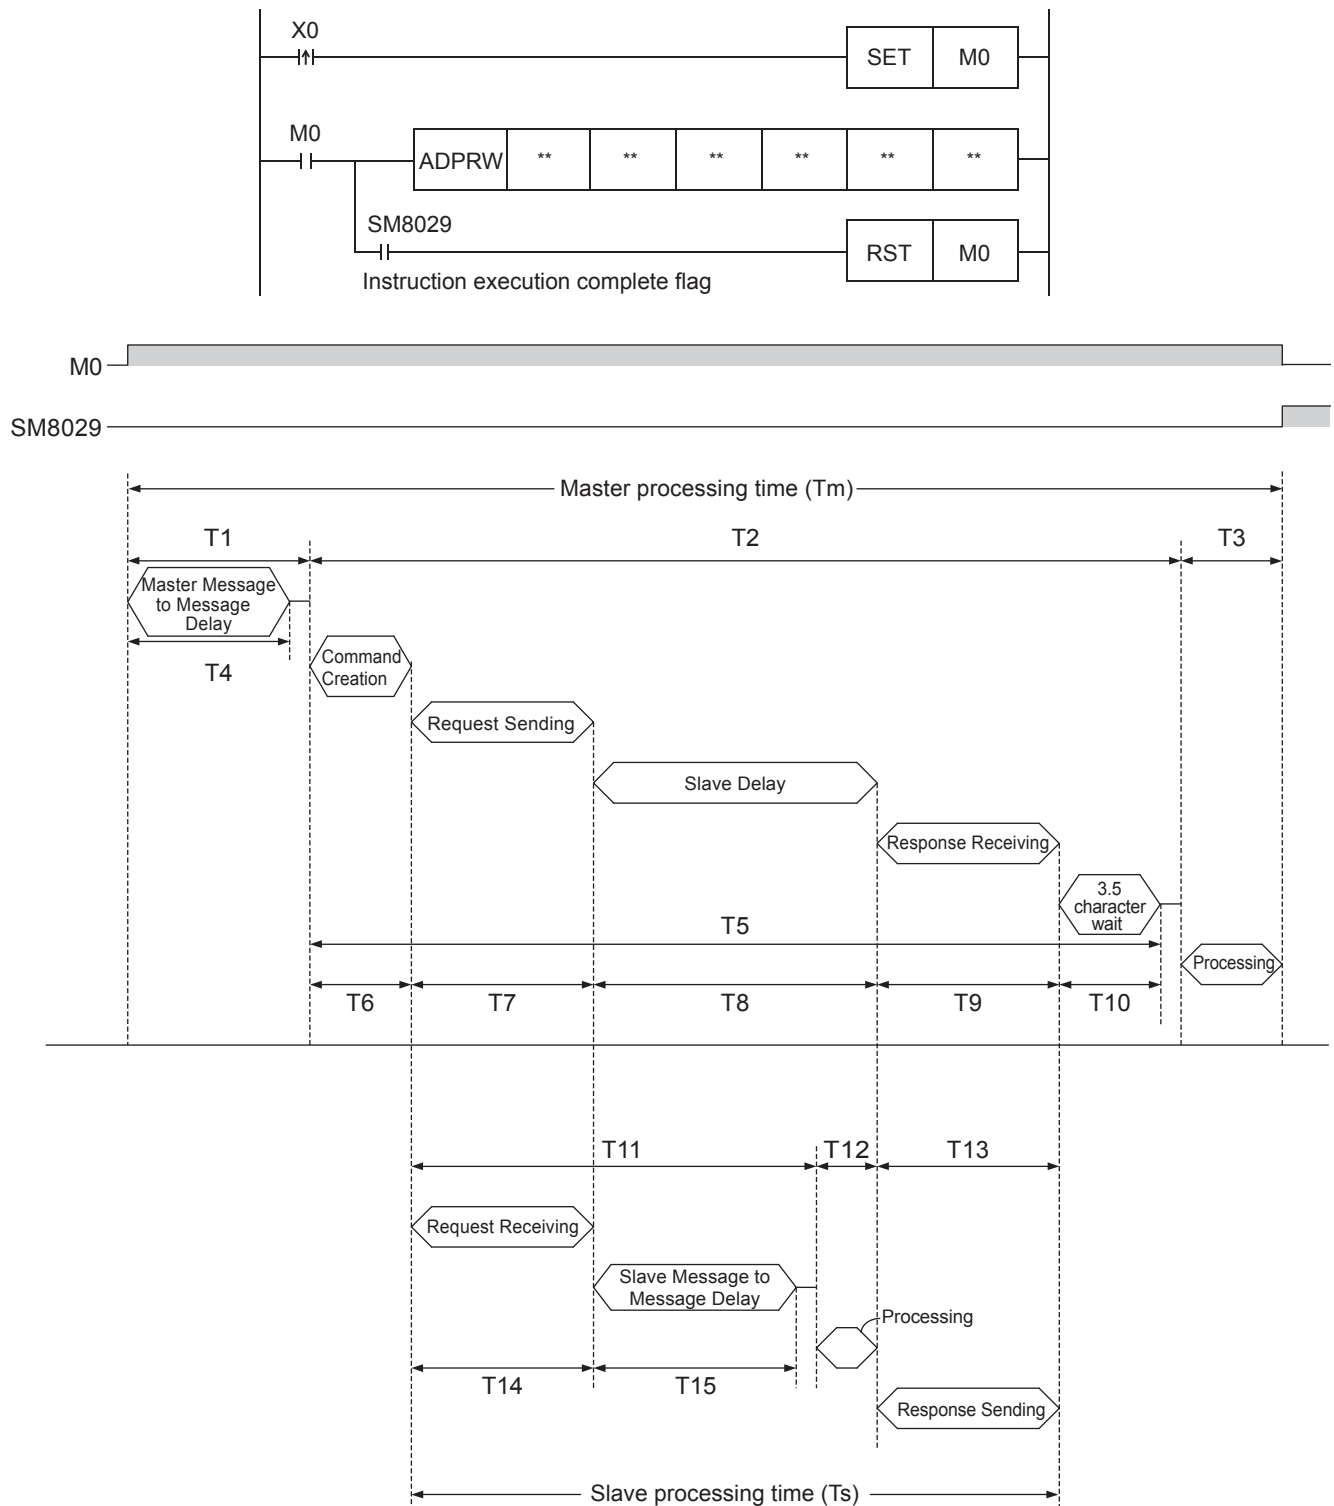 X0
SET M0
M0
ADPRW ** ** ** ** ** **
SM8029
RST M0
Instruction execution complete flag
M0
SM8029
Master processing time (Tm)
T1 T2 T3
Master Message
to Message
Delay
T4
Command
Creation
Request Sending
Slave Delay
Response Receiving
3.5
character
wait
T5
Processing
T6 T7 T8 T9 T10
T11 T12 T13
Request Receiving
Slave Message to
Message Delay
Processing
T14 T15
Response Sending
Slave processing time (Ts)